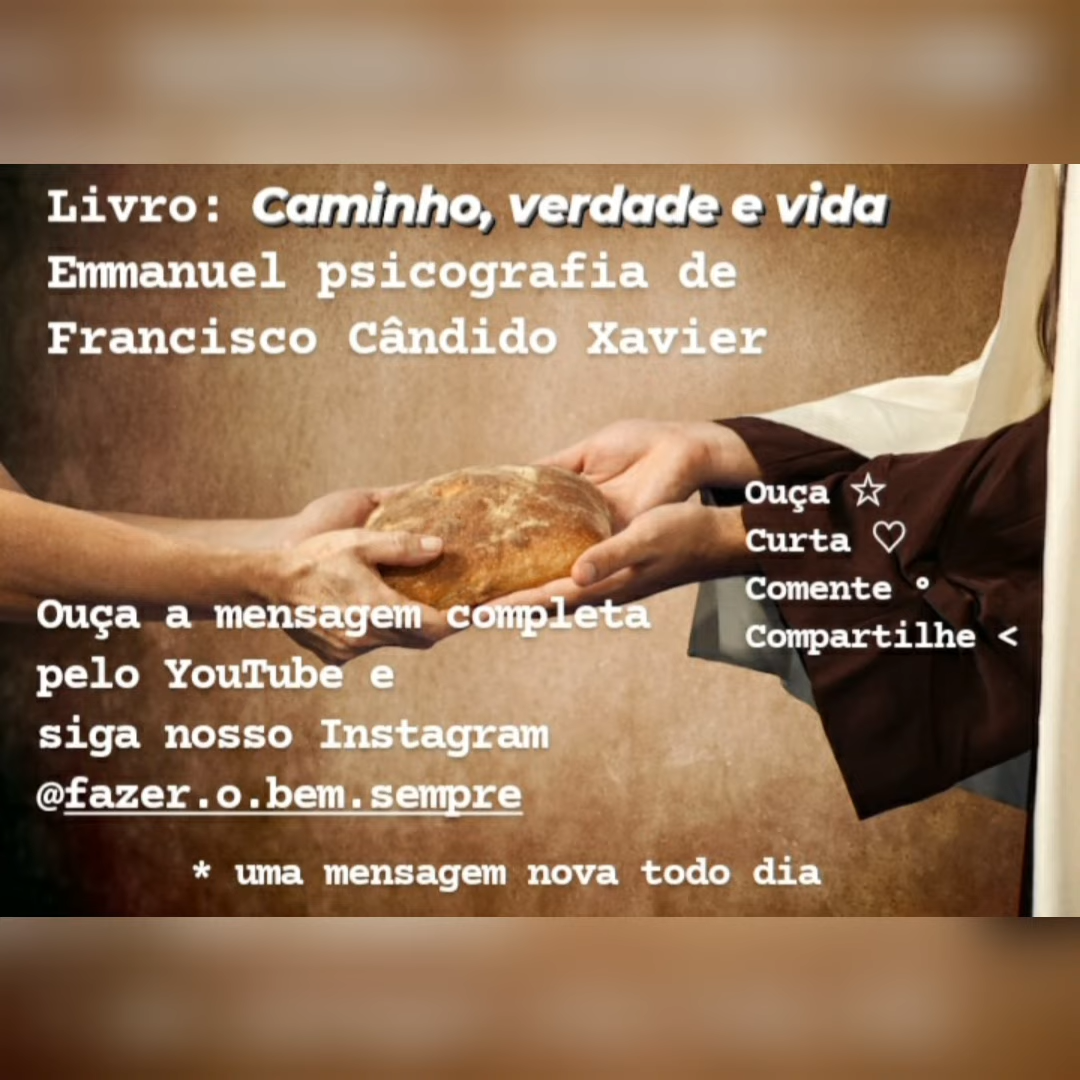 Livro: Caminho, verdade e vida
Emmanuel psicografia de
Francisco Cândido Xavier
Ouça ☆
Curta ♡
Comente °
Compartilhe <
Ouça a mensagem completa
pelo YouTube e
siga nosso Instagram
@fazer.o.bem.sempre
* uma mensagem nova todo dia